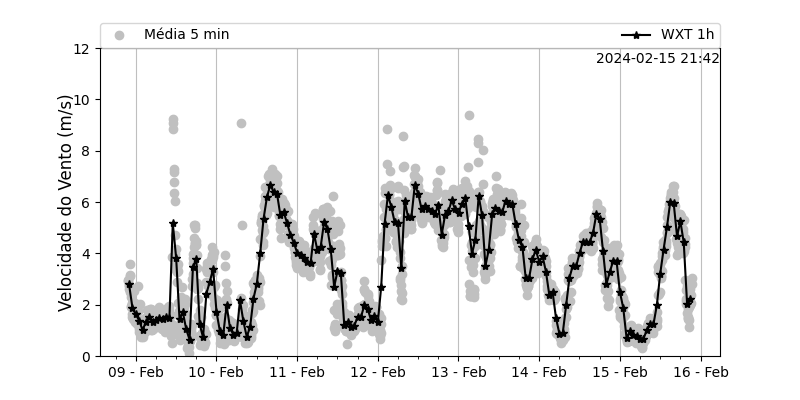 Média 5 min WXT 1h
2024-02-15 21:42
Velocidade do Vento (m/s)
12
10
8
6
4
2
0
09 - Feb 10 - Feb 11 - Feb 12 - Feb 13 - Feb 14 - Feb 15 - Feb 16 - Feb